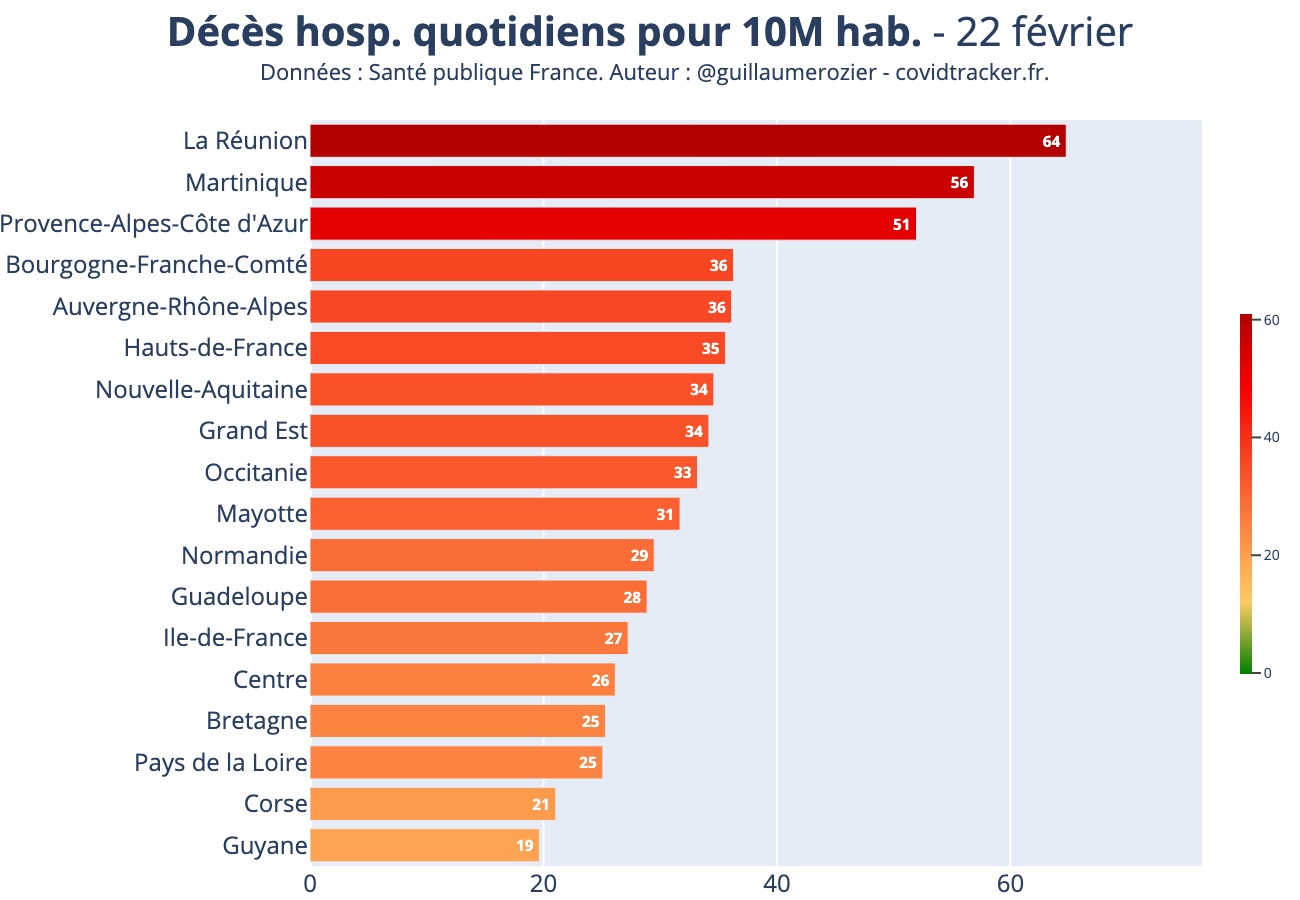 Décès hosp. quotidiens pour 10M hab. - 22 février
Données : Santé publique France. Auteur : @guillaumerozier - covidtracker.fr.
La Réunion 64
Martinique 56
Provence-Alpes-Côte d'Azur 51
Bourgogne-Franche-Comté 36
Auvergne-Rhône-Alpes 36
Hauts-de-France 35
Nouvelle-Aquitaine 34
Grand Est 34
Occitanie 33
Mayotte 31
Normandie 29
Guadeloupe 28
Ile-de-France 27
Centre 26
Bretagne 25
Pays de la Loire 25
Corse 21
Guyane 19
0 20 40 60
60
40
20
0